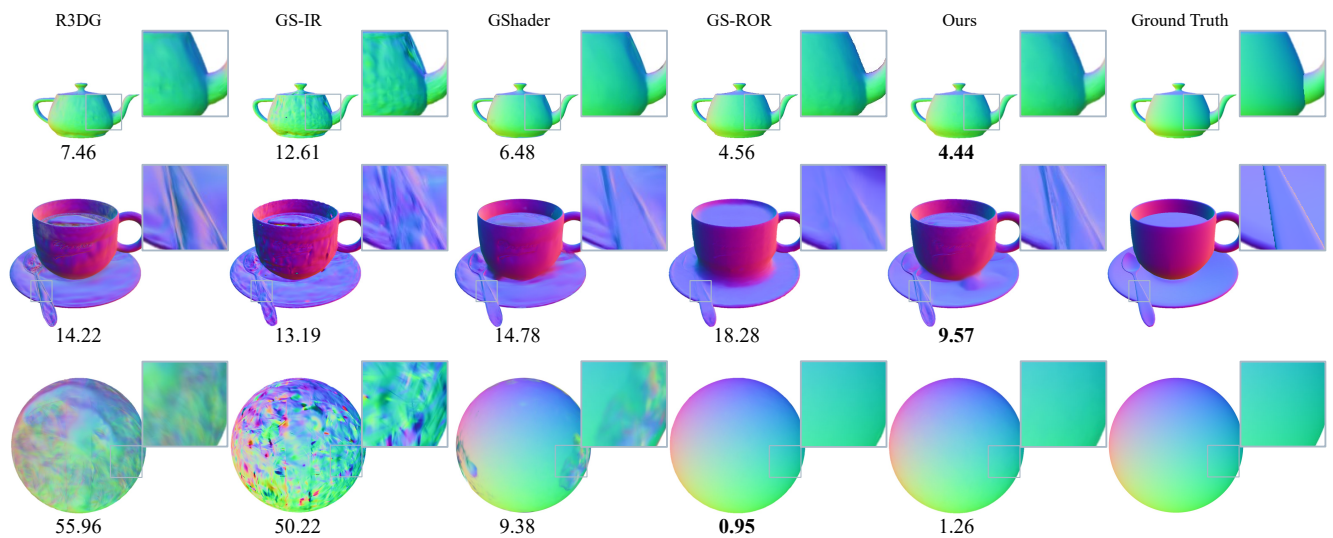 R3DG GS-IR GShader GS-ROR Ours Ground Truth
7.46 12.61 6.48 4.56 4.44
14.22 13.19 14.78 18.28 9.57
55.96 50.22 9.38 0.95 1.26